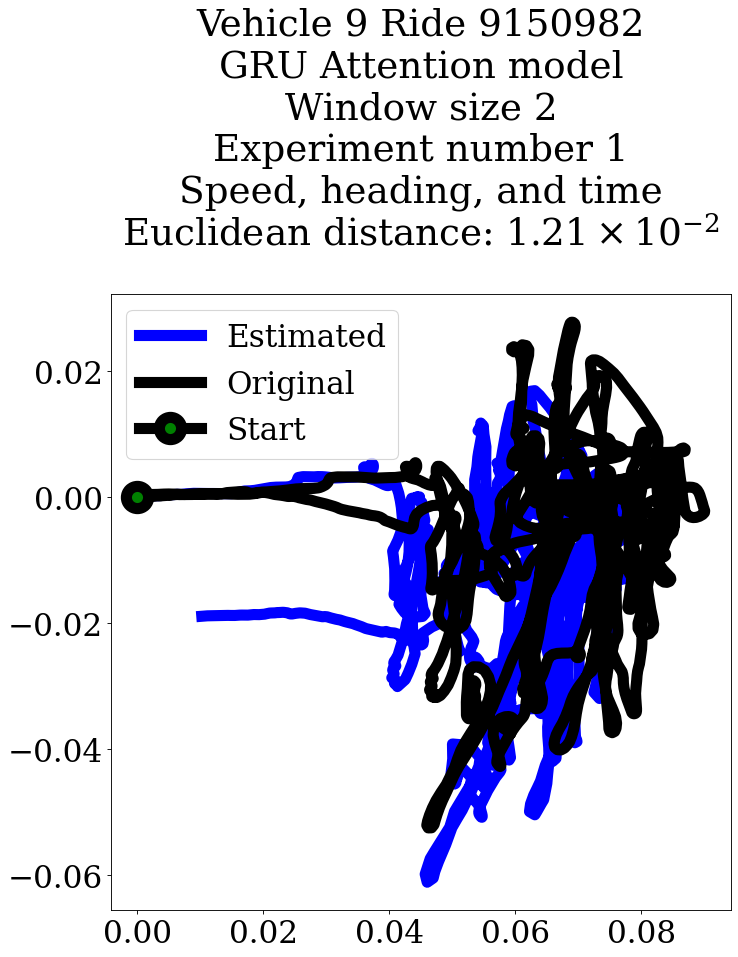 Vehicle 9 Ride 9150982
GRU Attention model
Window size 2
Experiment number 1
Speed, heading, and time
Euclidean distance: 1.21 × 10⁻²
Estimated
Original
Start
0.02
0.00
−0.02
−0.04
−0.06
0.00 0.02 0.04 0.06 0.08